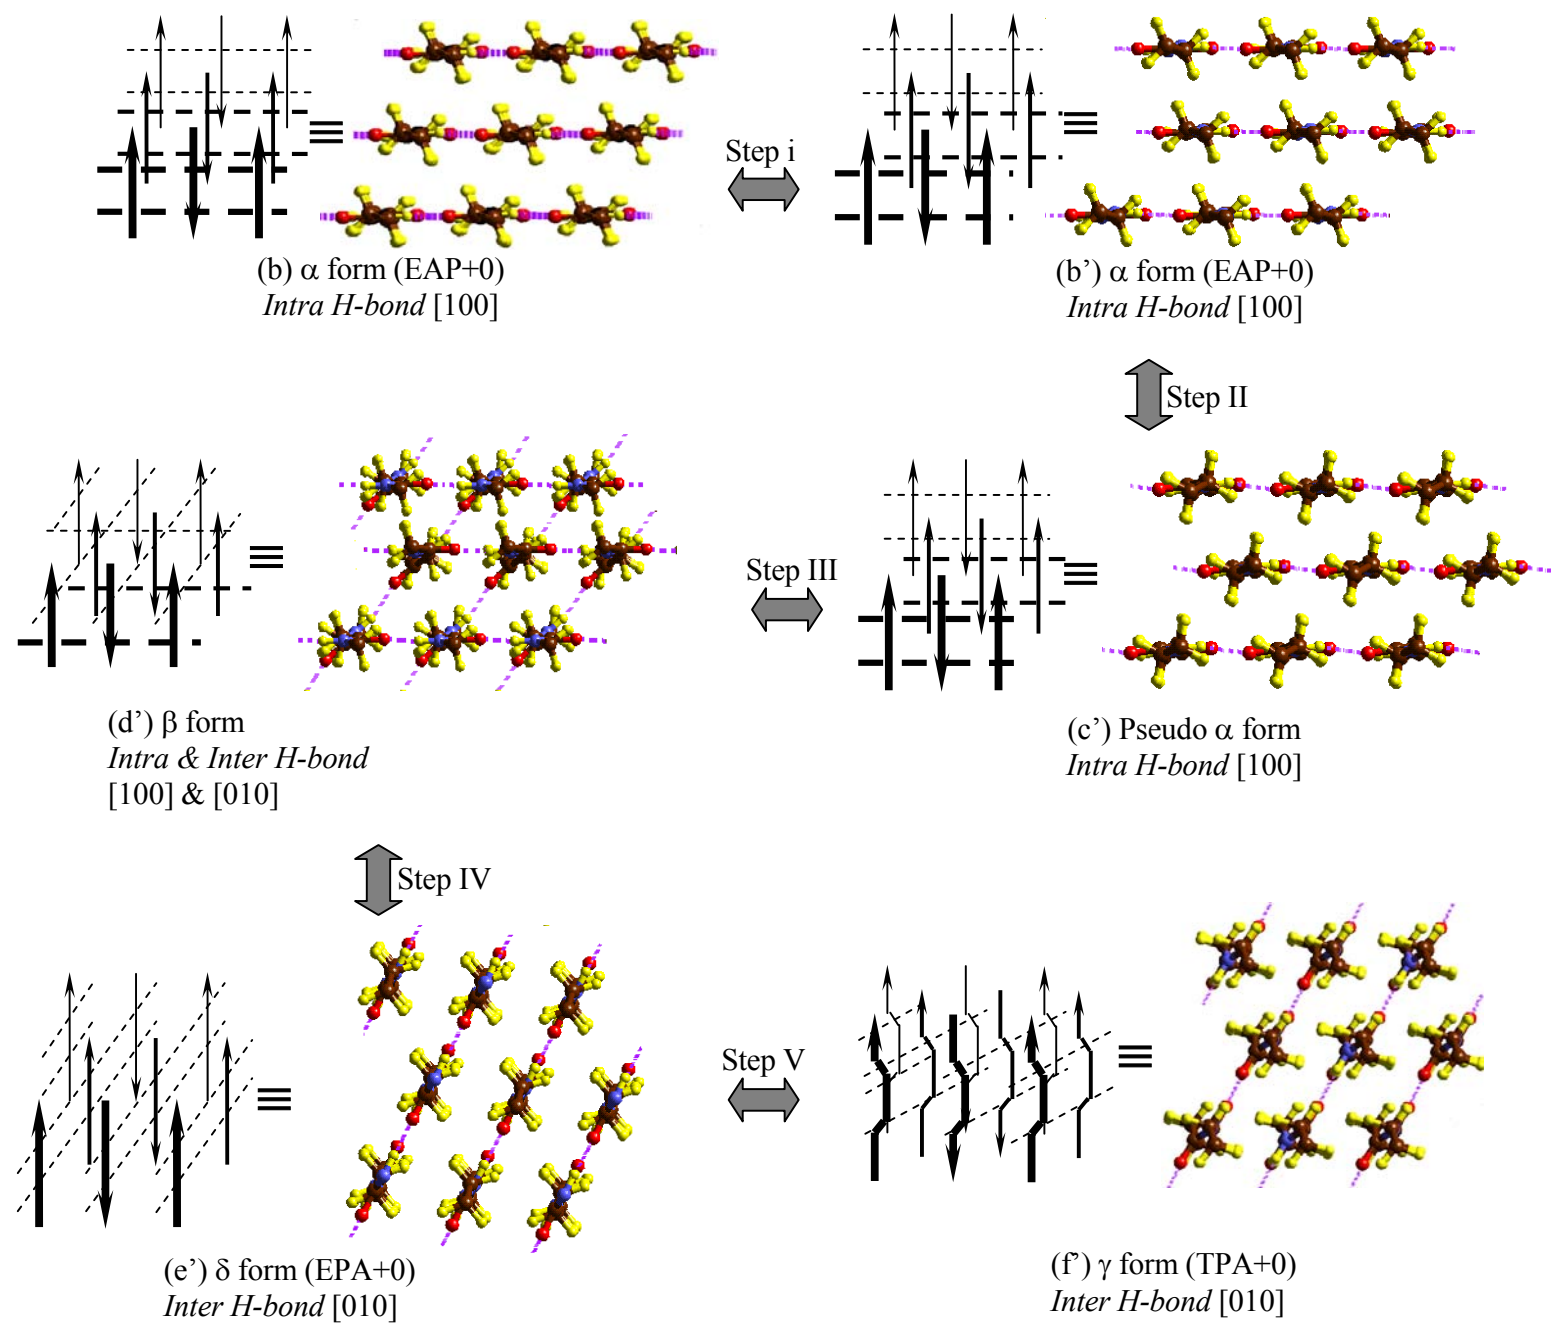 Step i
(b) α form (EAP+0)
Intra H-bond [100]
(b’) α form (EAP+0)
Intra H-bond [100]
Step II
Step III
(d’) β form
Intra & Inter H-bond
[100] & [010]
(c’) Pseudo α form
Intra H-bond [100]
Step IV
Step V
(e’) δ form (EPA+0)
Inter H-bond [010]
(f’) γ form (TPA+0)
Inter H-bond [010]